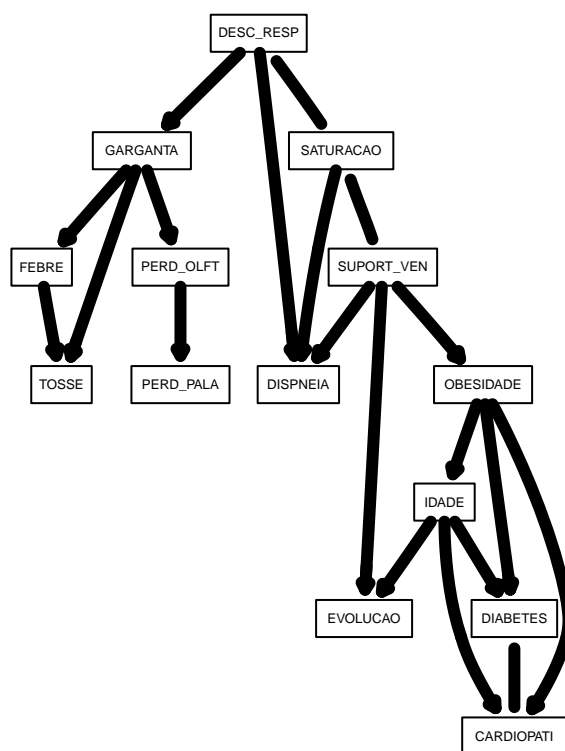 DESC_RESP
GARGANTA
SATURACAO
FEBRE
PERD_OLFT
SUPORT_VEN
TOSSE
PERD_PALA
DISPNEIA
OBESIDADE
IDADE
EVOLUCAO
DIABETES
CARDIOPATI